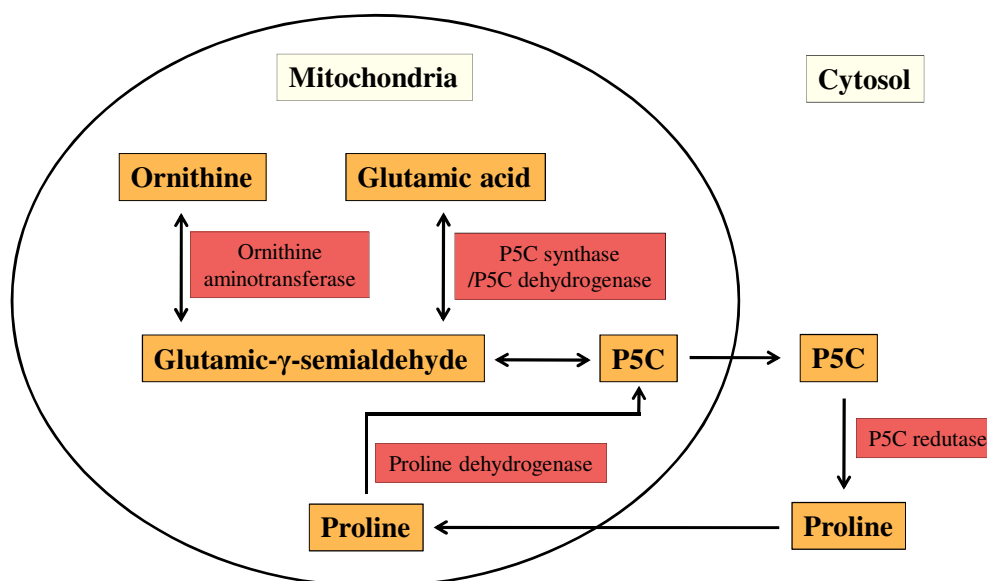 Mitochondria
Cytosol
Ornithine
Glutamic acid
Ornithine
aminotransferase
P5C synthase
/P5C dehydrogenase
Glutamic-γ-semialdehyde
P5C
P5C
P5C redutase
Proline dehydrogenase
Proline
Proline